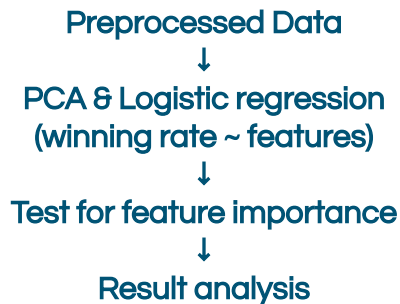 Preprocessed Data
↓
PCA & Logistic regression
(winning rate ~ features)
↓
Test for feature importance
↓
Result analysis